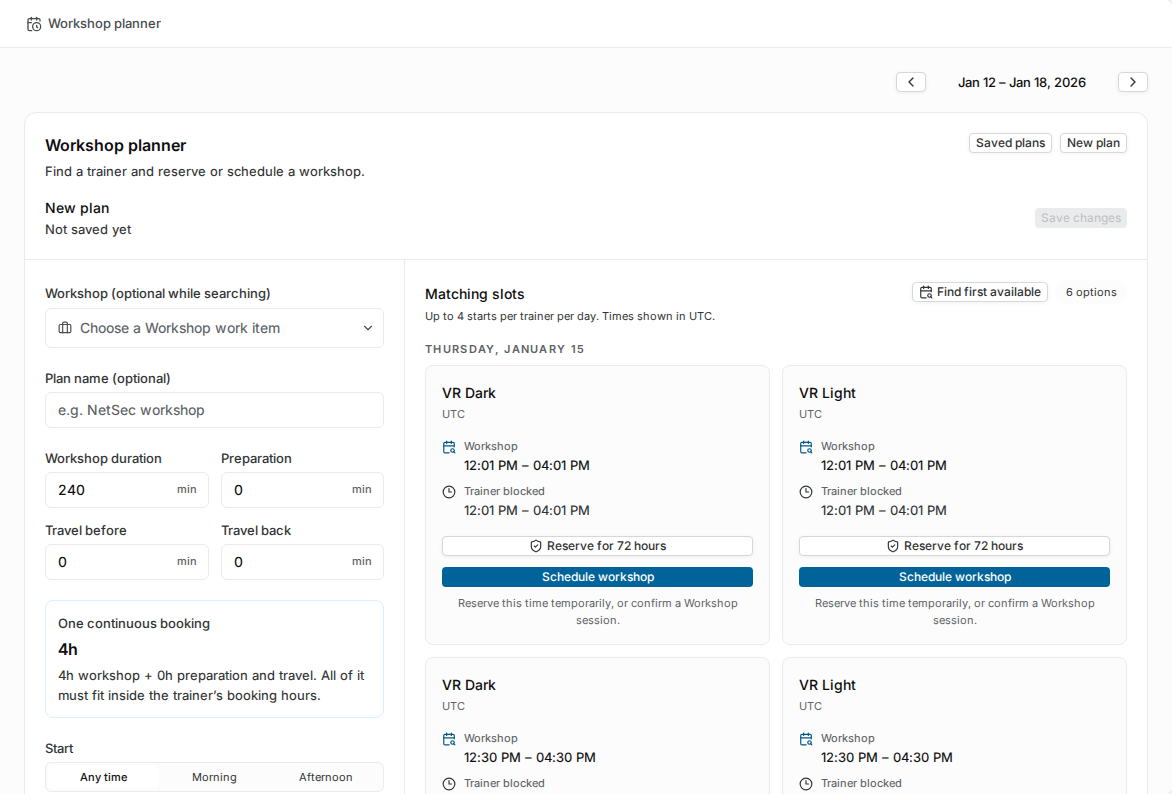 Workshop planner
Jan 12 – Jan 18, 2026
Workshop planner
Saved plans
New plan
Find a trainer and reserve or schedule a workshop.
New plan
Not saved yet
Save changes
Workshop (optional while searching)
Choose a Workshop work item
Plan name (optional)
e.g. NetSec workshop
Workshop duration
Preparation
240 min
0 min
Travel before
Travel back
0 min
0 min
One continuous booking
4h
4h workshop + 0h preparation and travel. All of it
must fit inside the trainer’s booking hours.
Start
Any time
Morning
Afternoon
Matching slots
Find first available
6 options
Up to 4 starts per trainer per day. Times shown in UTC.
THURSDAY, JANUARY 15
VR Dark
UTC
Workshop
12:01 PM – 04:01 PM
Trainer blocked
12:01 PM – 04:01 PM
Reserve for 72 hours
Schedule workshop
Reserve this time temporarily, or confirm a Workshop
session.
VR Light
UTC
Workshop
12:01 PM – 04:01 PM
Trainer blocked
12:01 PM – 04:01 PM
Reserve for 72 hours
Schedule workshop
Reserve this time temporarily, or confirm a Workshop
session.
VR Dark
UTC
Workshop
12:30 PM – 04:30 PM
Trainer blocked
VR Light
UTC
Workshop
12:30 PM – 04:30 PM
Trainer blocked